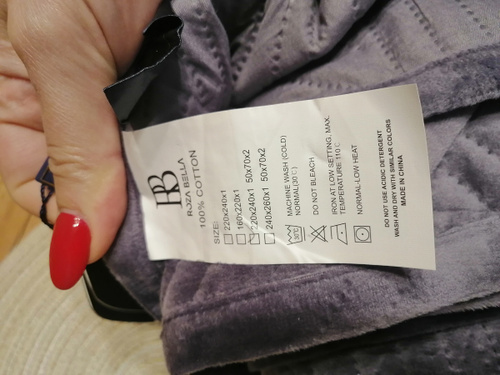 RB
ROZA BELLA
100% COTTON
SIZE:
220x240x1
160x220x1
220x240x1 50x70x2
240x260x1 50x70x2
30℃
MACHINE WASH (COLD)
NORMAL(30℃)
DO NOT BLEACH
IRON AT LOW SETTING, MAX.
TEMPERATURE 110℃
NORMAL-LOW HEAT
DO NOT USE ACIDIC DETERGENT
WASH AND DRY WITH SIMILAR COLORS
MADE IN CHINA